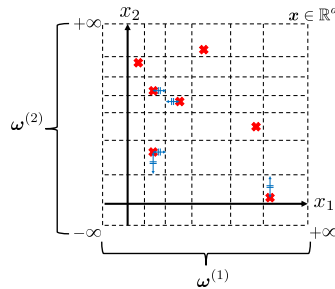 +∞ x₂ 𝒙 ∈ ℝᵈ
𝝎⁽²⁾
x₁
−∞ +∞
𝝎⁽¹⁾